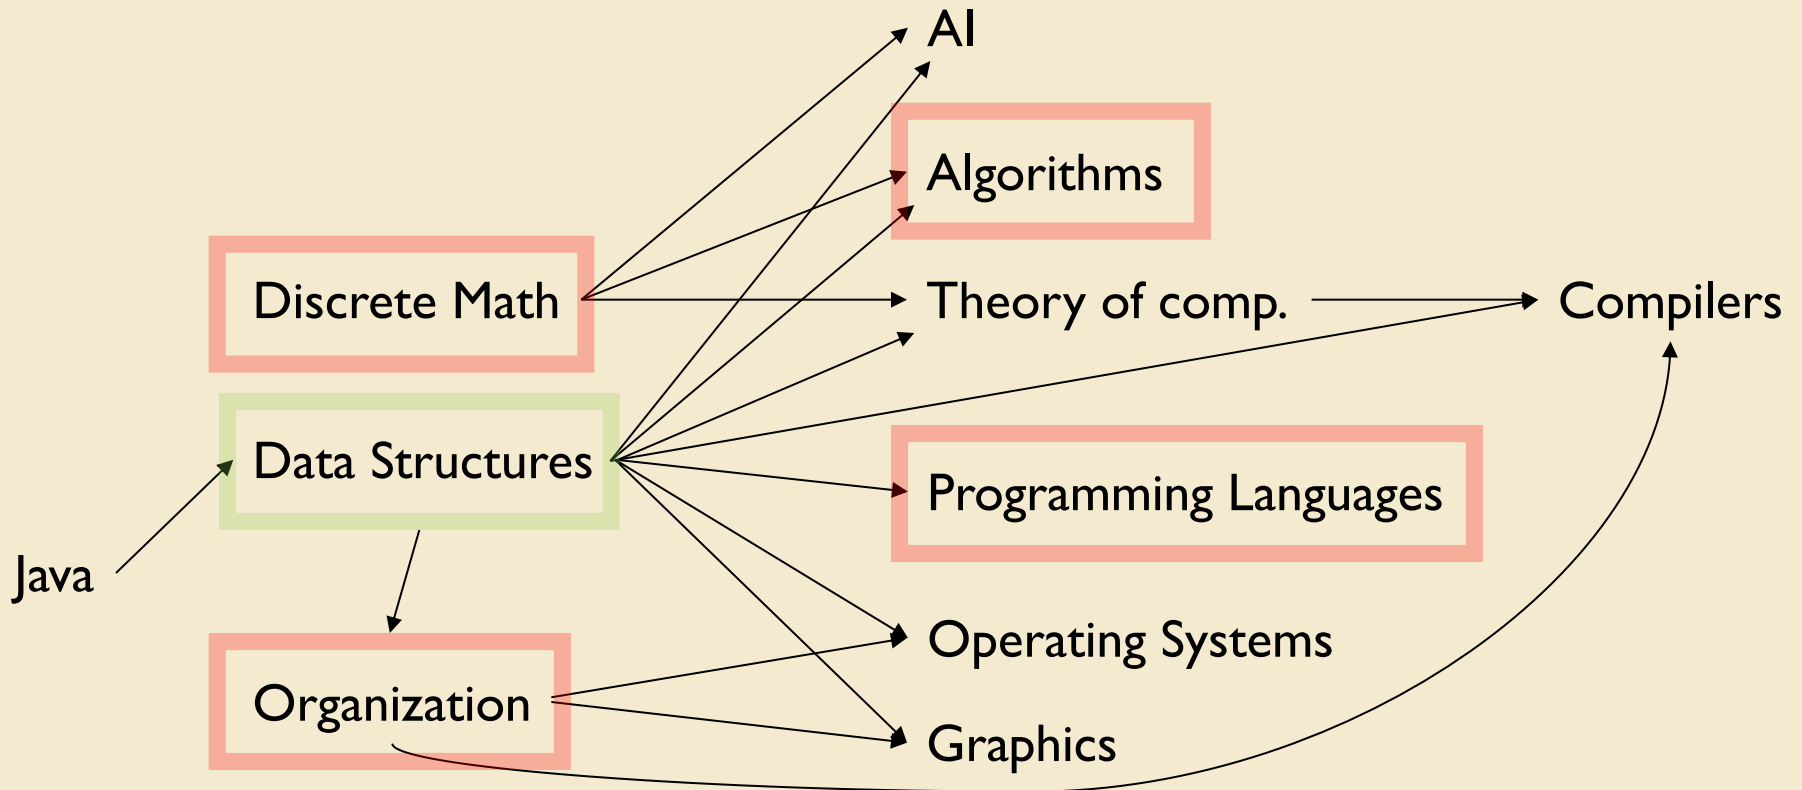 AI
Algorithms
Discrete Math
Theory of comp.
Compilers
Data Structures
Programming Languages
Java
Operating Systems
Organization
Graphics